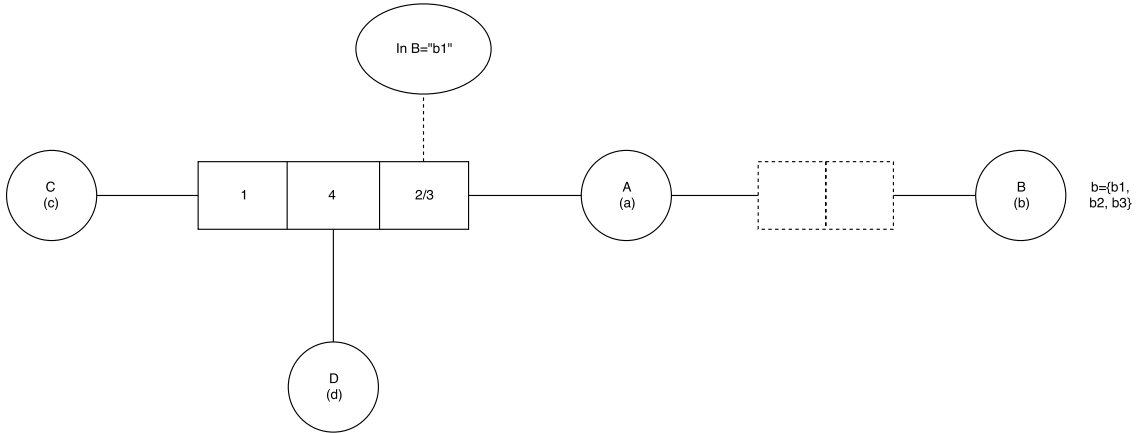 In B="b1"
C
(c)
1
4
2/3
A
(a)
B
(b)
b={b1,
b2, b3}
D
(d)